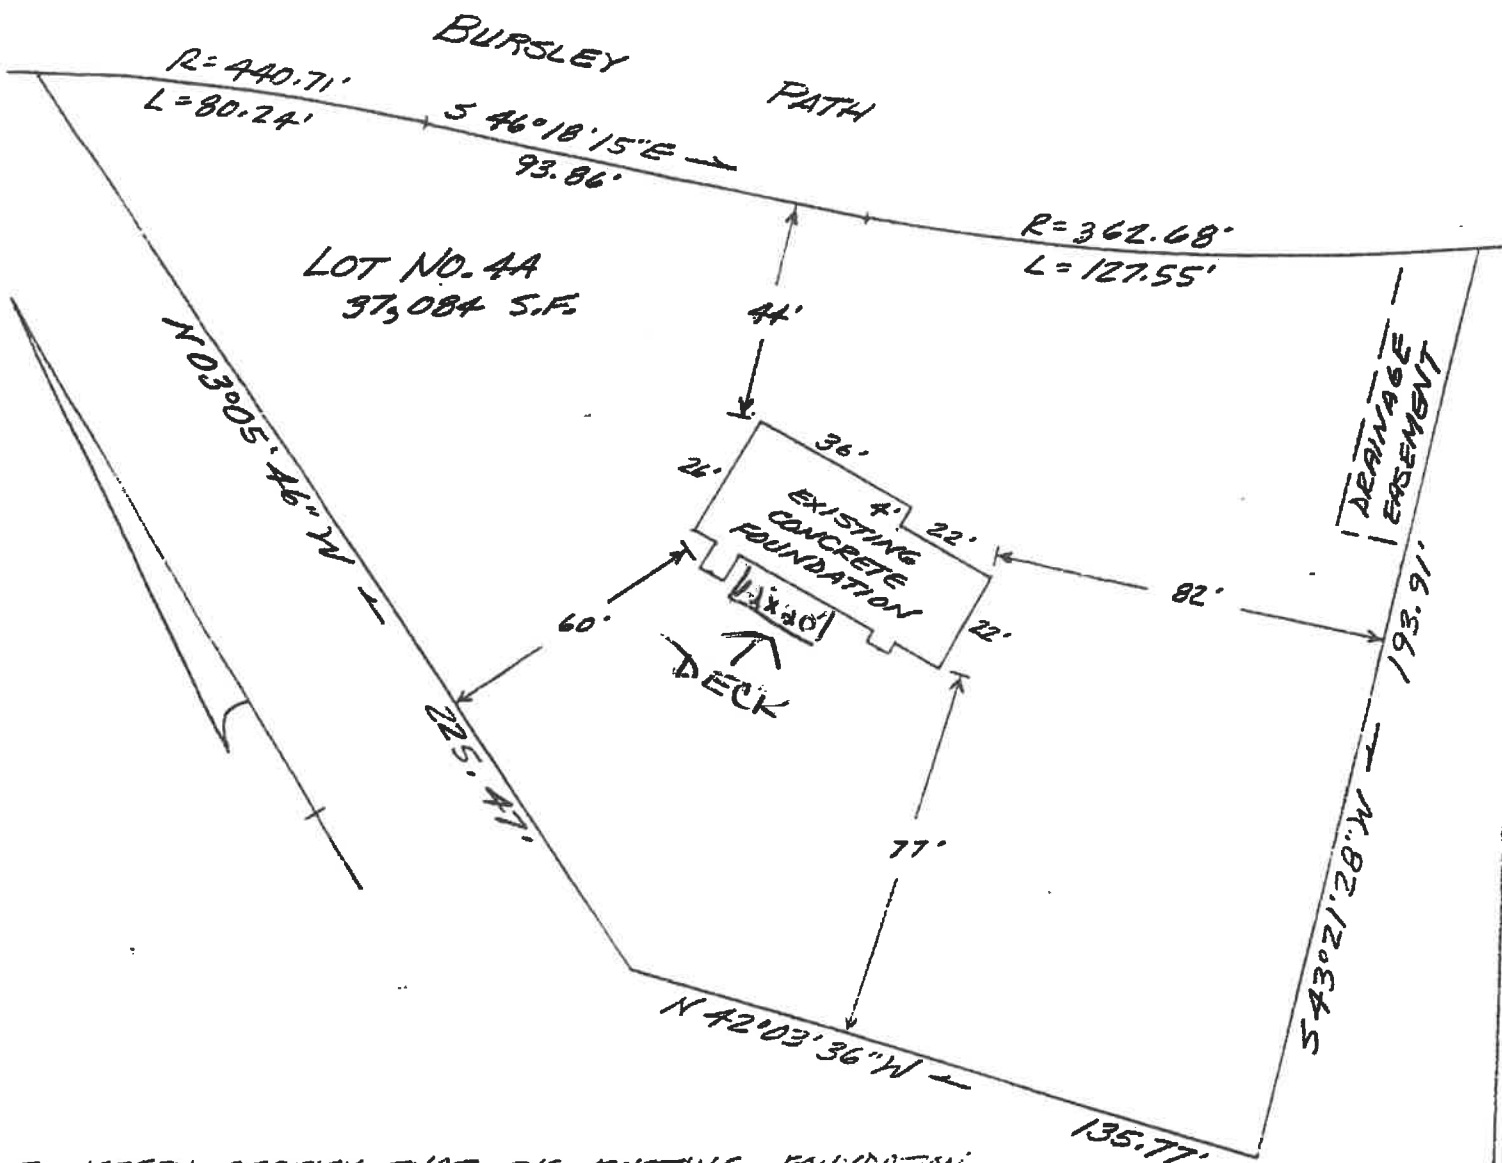 BURSLEY PATH
R=440.71'
L=80.24'
S 46°18'15"E
93.86'
R=362.68'
L=127.55'
LOT NO. 4A
37,084 S.F.
44'
N 03°05'46" W
225.47'
DRAINAGE
EASEMENT
36'
26'
4'
22'
EXISTING
CONCRETE
FOUNDATION
82'
193.91'
60'
22'
DECK
77'
S 43°21'28" W
N 42°03'36" W
135.77'
EXISTING FOUNDATION